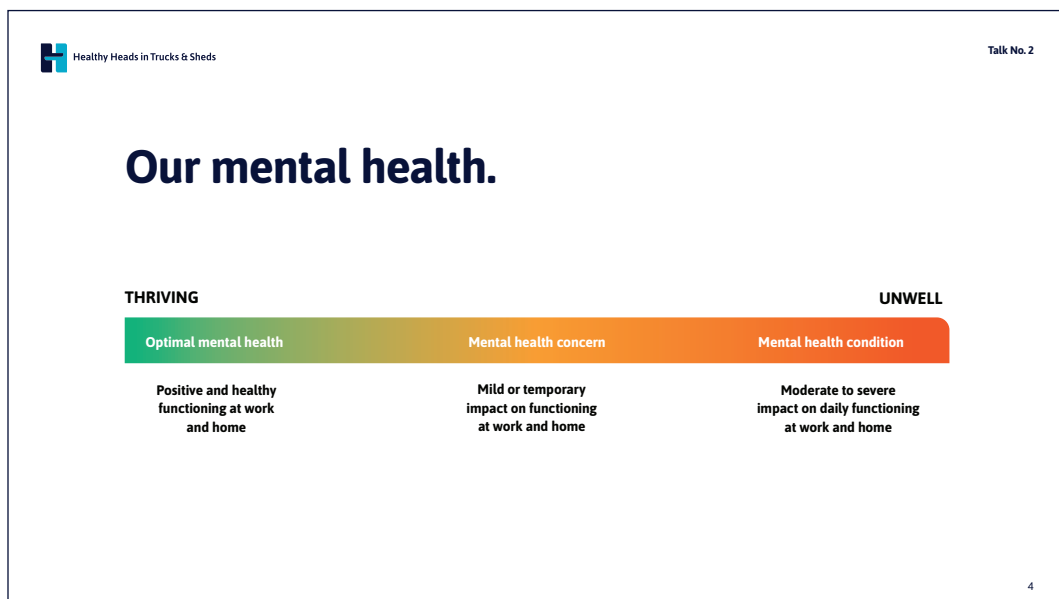 Healthy Heads in Trucks & Sheds
Talk No. 2
Our mental health.
THRIVING
UNWELL
Optimal mental health
Mental health concern
Mental health condition
Positive and healthy
functioning at work
and home
Mild or temporary
impact on functioning
at work and home
Moderate to severe
impact on daily functioning
at work and home
4